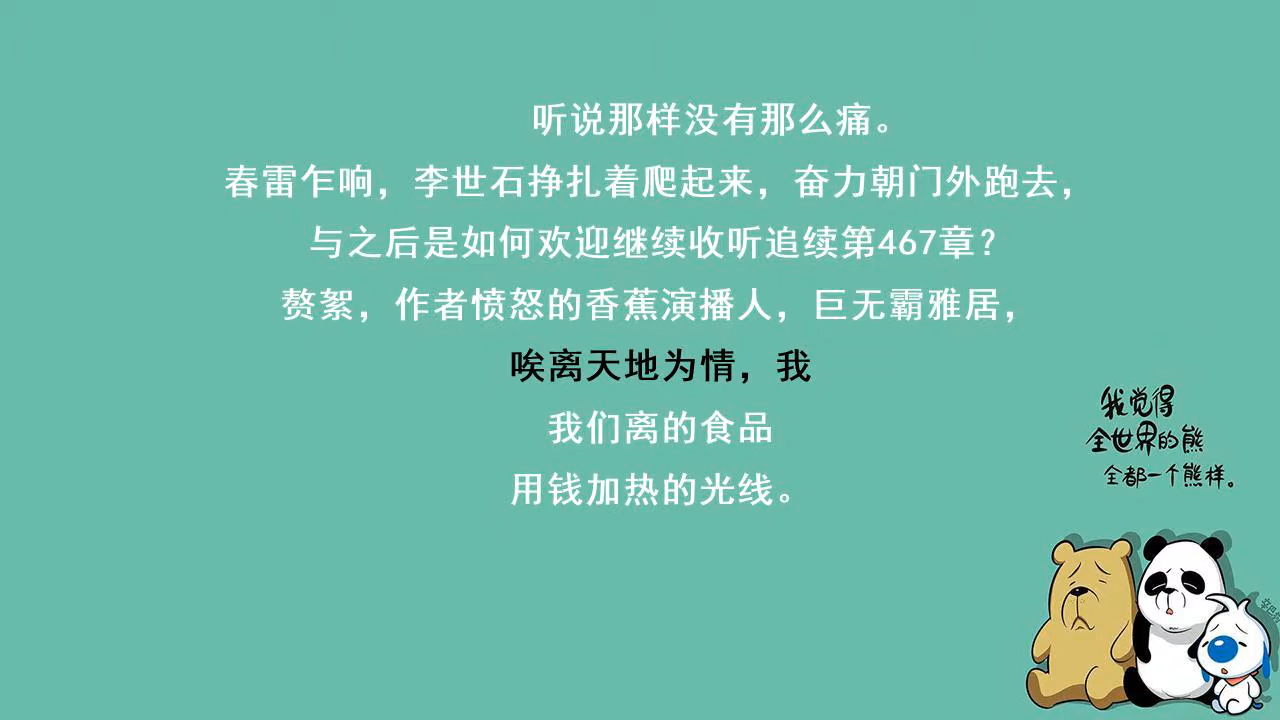 听说那样没有那么痛。
春雷乍响，李世石挣扎着爬起来，奋力朝门外跑去，
与之后是如何欢迎继续收听追续第467章？
赘絮，作者愤怒的香蕉演播人，巨无霸雅居，
唉离天地为情，我
我们离的食品
用钱加热的光线。
我觉得
全世界的熊
全都一个熊样。